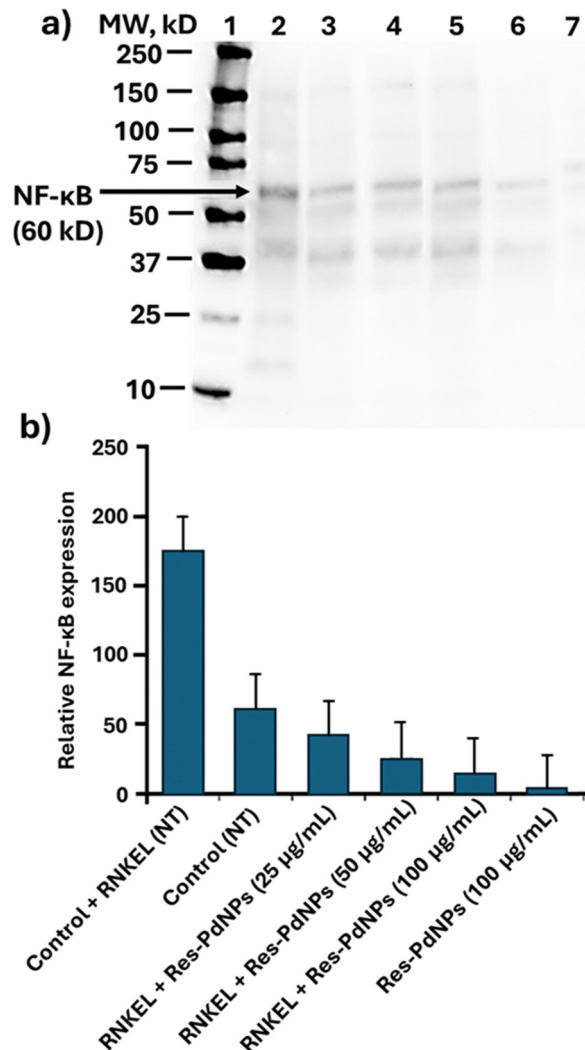 a) MW, kD 1 2 3 4 5 6 7
250
150
100
75
NF-κB
(60 kD)
50
37
25
10
b)
250
200
150
100
50
0
Relative NF-κB expression
Control + RNKEL (NT)
Control (NT)
RNKEL + Res-PdNPs (25 μg/mL)
RNKEL + Res-PdNPs (50 μg/mL)
RNKEL + Res-PdNPs (100 μg/mL)
Res-PdNPs (100 μg/mL)